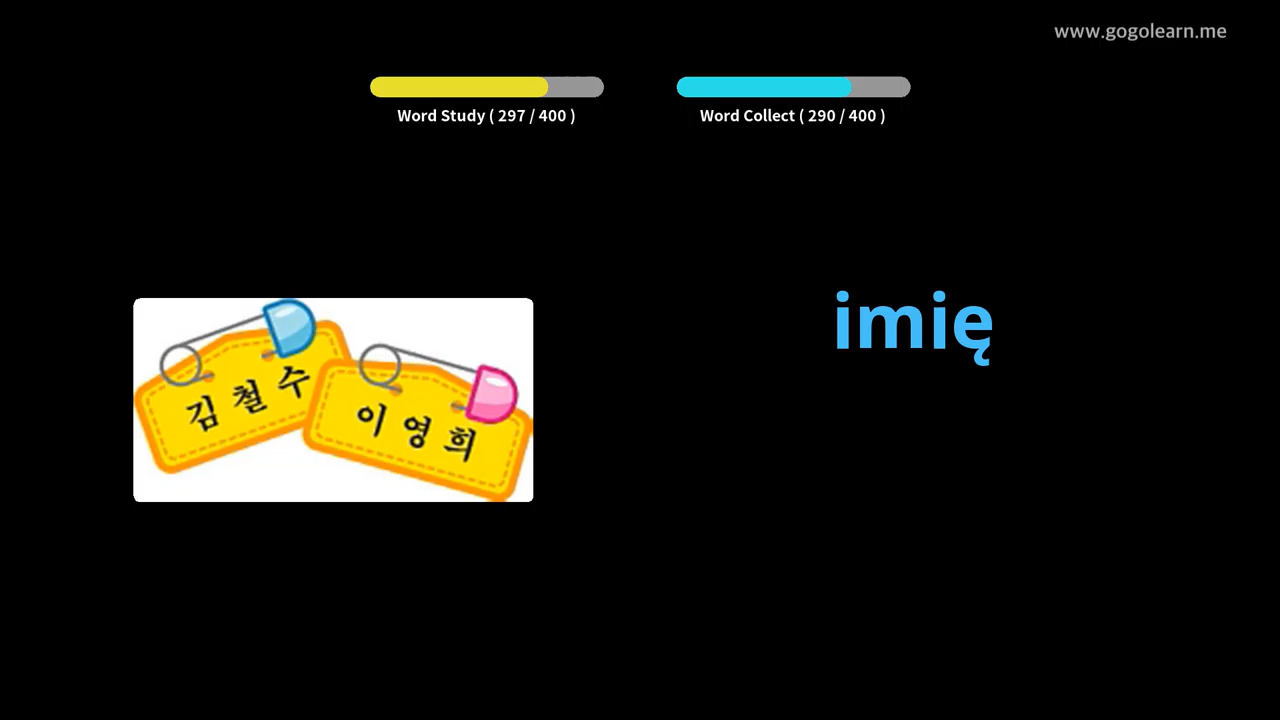 www.gogolearn.me
Word Study ( 297 / 400 )
Word Collect ( 290 / 400 )
imię
김철수
이영희